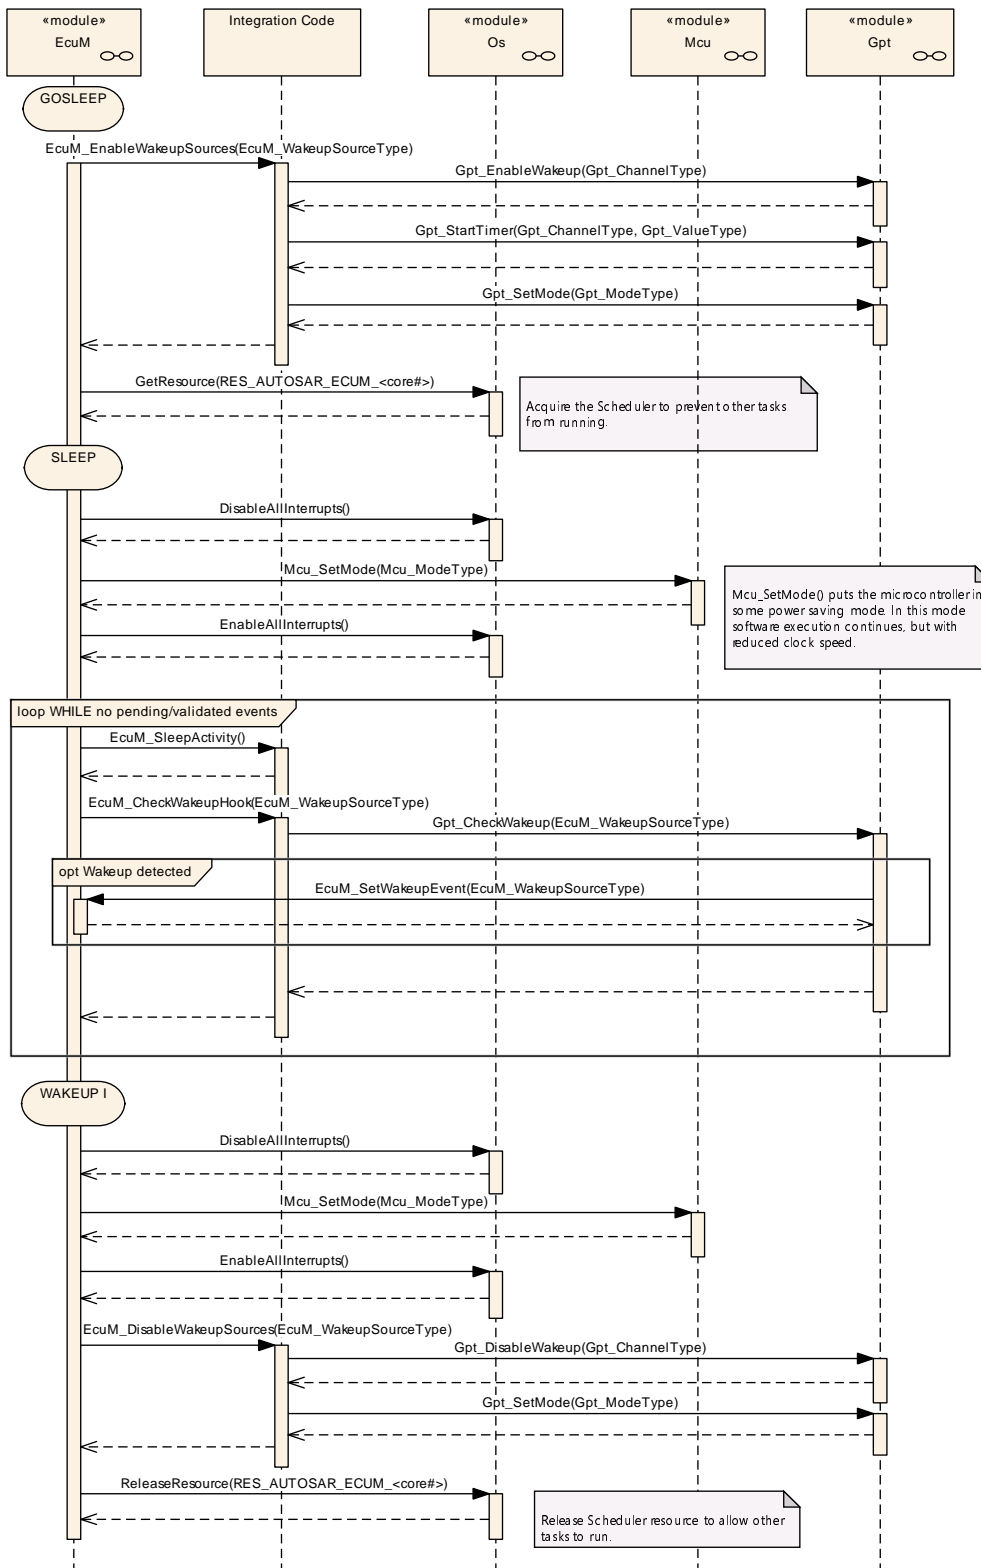 «module»
EcuM
Integration Code
«module»
Os
«module»
Mcu
«module»
Gpt
GOSLEEP
EcuM_EnableWakeupSources(EcuM_WakeupSourceType)
Gpt_EnableWakeup(Gpt_ChannelType)
Gpt_StartTimer(Gpt_ChannelType, Gpt_ValueType)
Gpt_SetMode(Gpt_ModeType)
GetResource(RES_AUTOSAR_ECUM_<core#>)
Acquire the Scheduler to prevent other tasks
from running.
SLEEP
DisableAllInterrupts()
Mcu_SetMode(Mcu_ModeType)
Mcu_SetMode() puts the microcontroller in
some power saving mode. In this mode
software execution continues, but with
reduced clock speed.
EnableAllInterrupts()
loop WHILE no pending/validated events
EcuM_SleepActivity()
EcuM_CheckWakeupHook(EcuM_WakeupSourceType)
Gpt_CheckWakeup(EcuM_WakeupSourceType)
opt Wakeup detected
EcuM_SetWakeupEvent(EcuM_WakeupSourceType)
WAKEUP I
DisableAllInterrupts()
Mcu_SetMode(Mcu_ModeType)
EnableAllInterrupts()
EcuM_DisableWakeupSources(EcuM_WakeupSourceType)
Gpt_DisableWakeup(Gpt_ChannelType)
Gpt_SetMode(Gpt_ModeType)
ReleaseResource(RES_AUTOSAR_ECUM_<core#>)
Release Scheduler resource to allow other
tasks to run.